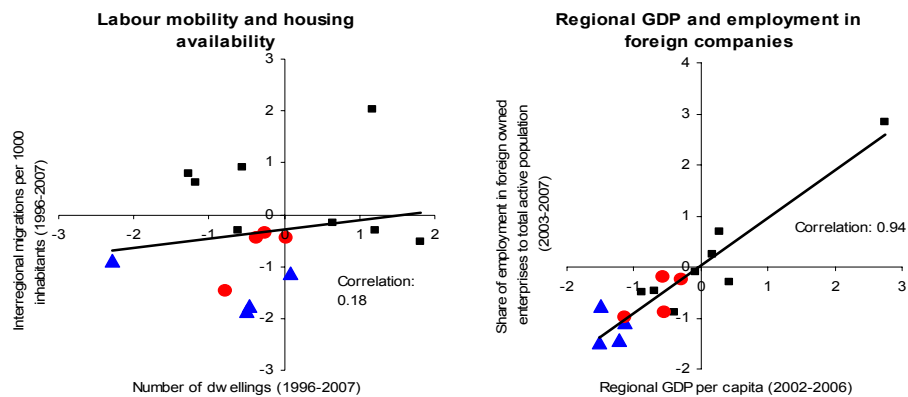 Labour mobility and housing
availability
Interregional migrations per 1000
inhabitants (1996-2007)
3
2
1
0
-3 -2 -1 0 1 2
-1
-2
-3
Correlation:
0.18
Number of dwellings (1996-2007)
Regional GDP and employment in
foreign companies
Share of employment in foreign owned
enterprises to total active population
(2003-2007)
4
3
2
1
Correlation: 0.94
0
-2 -1 0 1 2 3
-1
-2
Regional GDP per capita (2002-2006)